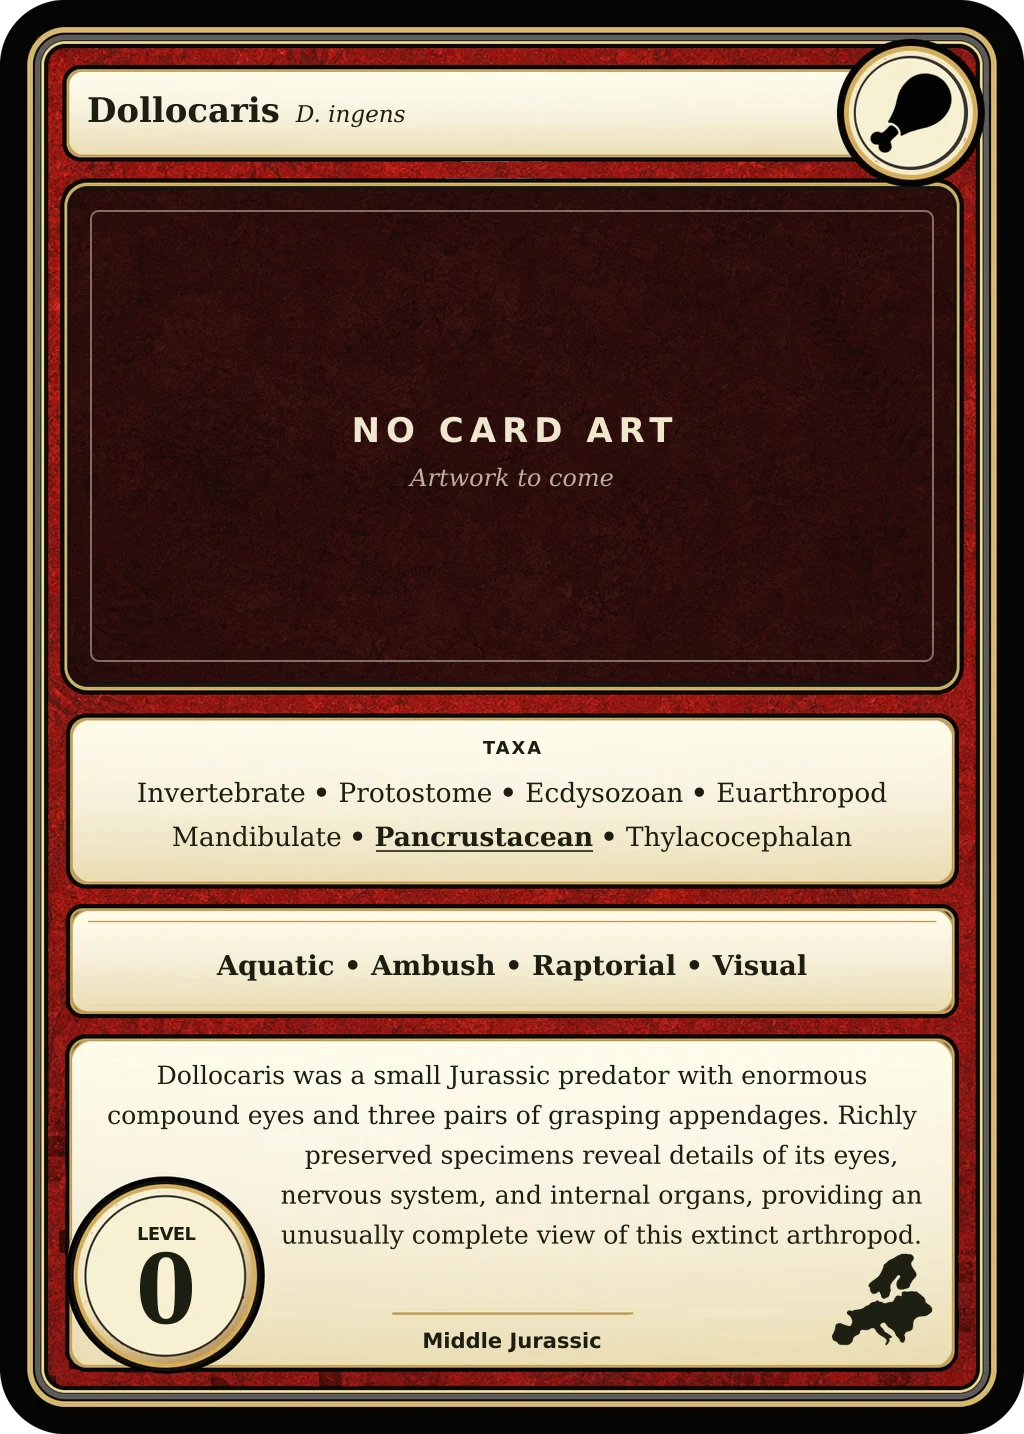 Dollocaris D. ingens
NO CARD ART
Artwork to come
TAXA
Invertebrate • Protostome • Ecdysozoan • Euarthropod
Mandibulate • Pancrustacean • Thylacocephalan
Aquatic • Ambush • Raptorial • Visual
Dollocaris was a small Jurassic predator with enormous
compound eyes and three pairs of grasping appendages. Richly
preserved specimens reveal details of its eyes,
nervous system, and internal organs, providing an
unusually complete view of this extinct arthropod.
LEVEL
0
Middle Jurassic